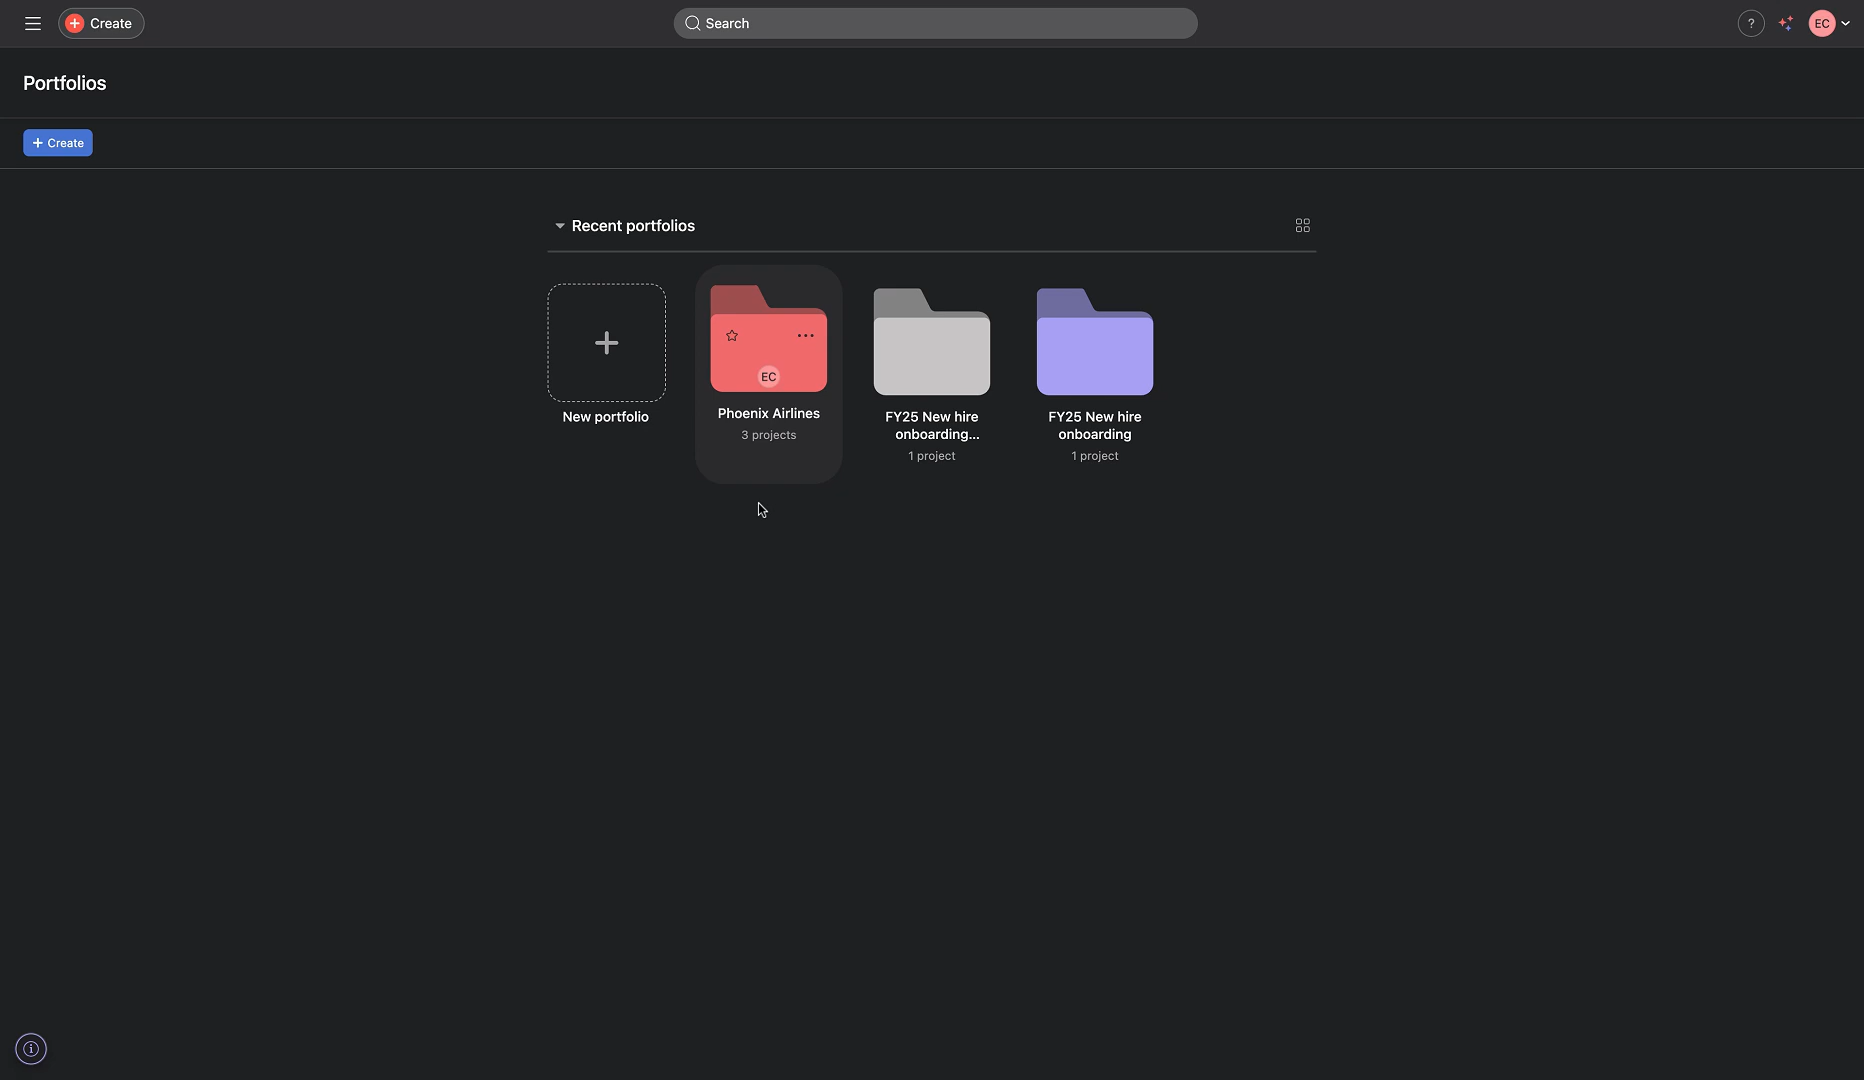 Create
Search
?
EC
Portfolios
+ Create
Recent portfolios
EC
New portfolio
Phoenix Airlines
3 projects
FY25 New hire
onboarding...
1 project
FY25 New hire
onboarding
1 project